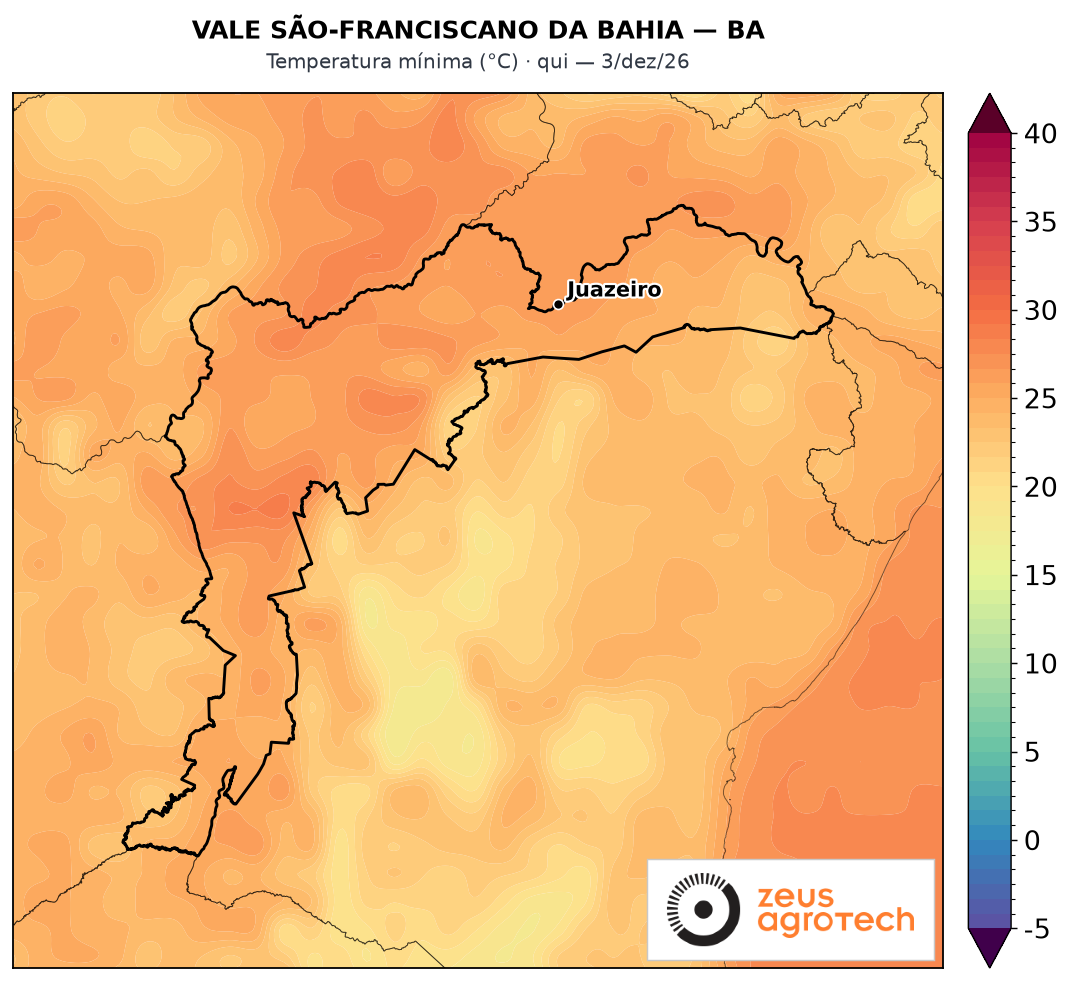 VALE SÃO-FRANCISCANO DA BAHIA — BA
Temperatura mínima (°C) · qui — 3/dez/26
Juazeiro
40
35
30
25
20
15
10
5
0
-5
zeus
agrotech